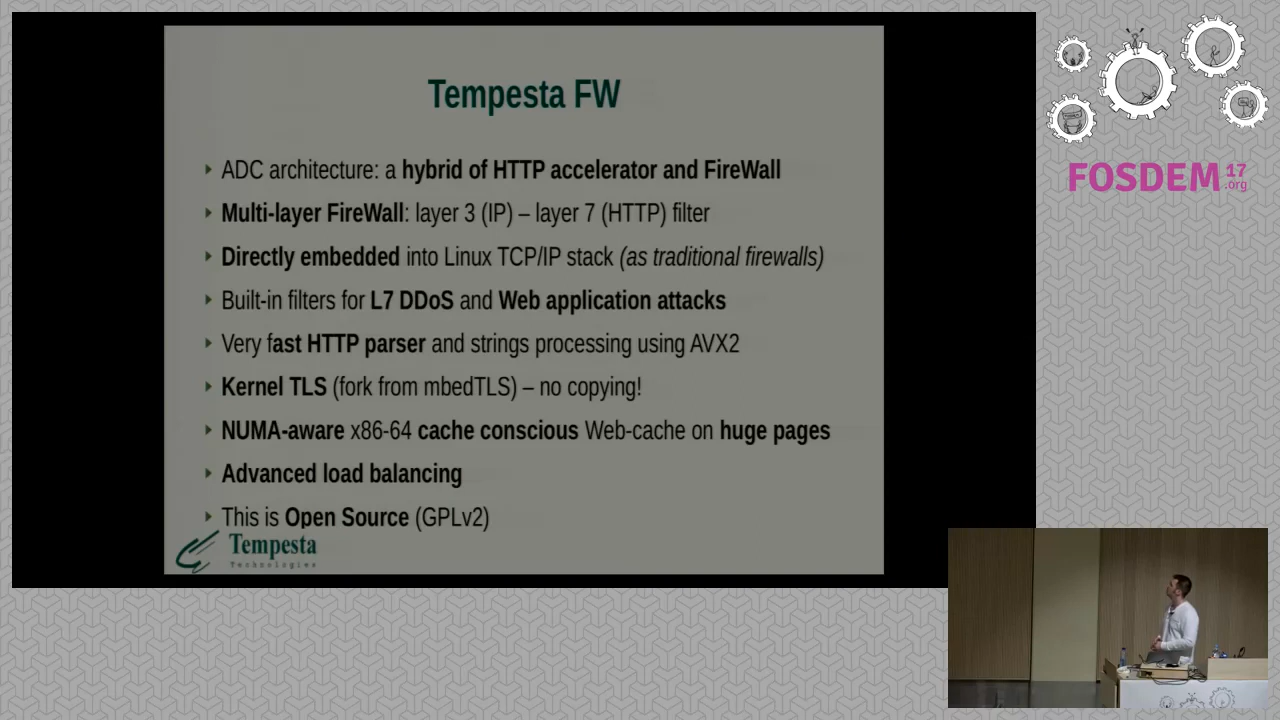 Tempesta FW
ADC architecture: a hybrid of HTTP accelerator and FireWall
Multi-layer FireWall: layer 3 (IP) – layer 7 (HTTP) filter
Directly embedded into Linux TCP/IP stack (as traditional firewalls)
Built-in filters for L7 DDoS and Web application attacks
Very fast HTTP parser and strings processing using AVX2
Kernel TLS (fork from mbedTLS) – no copying!
NUMA-aware x86-64 cache conscious Web-cache on huge pages
Advanced load balancing
This is Open Source (GPLv2)
Tempesta
Technologies
FOSDEM 17
.org